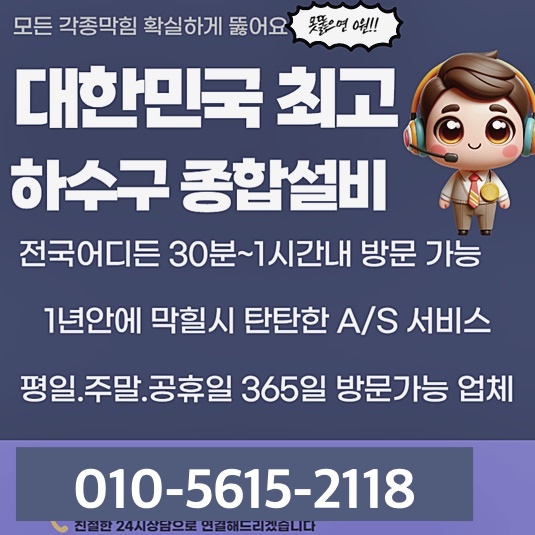 모든 각종막힘 확실하게 뚫어요
못뚫으면 0원!!
대한민국 최고
하수구 종합설비
전국어디든 30분~1시간내 방문 가능
1년안에 막힐시 탄탄한 A/S 서비스
평일.주말.공휴일 365일 방문가능 업체
010-5615-2118
친절한 24시상담으로 연결해드리겠습니다